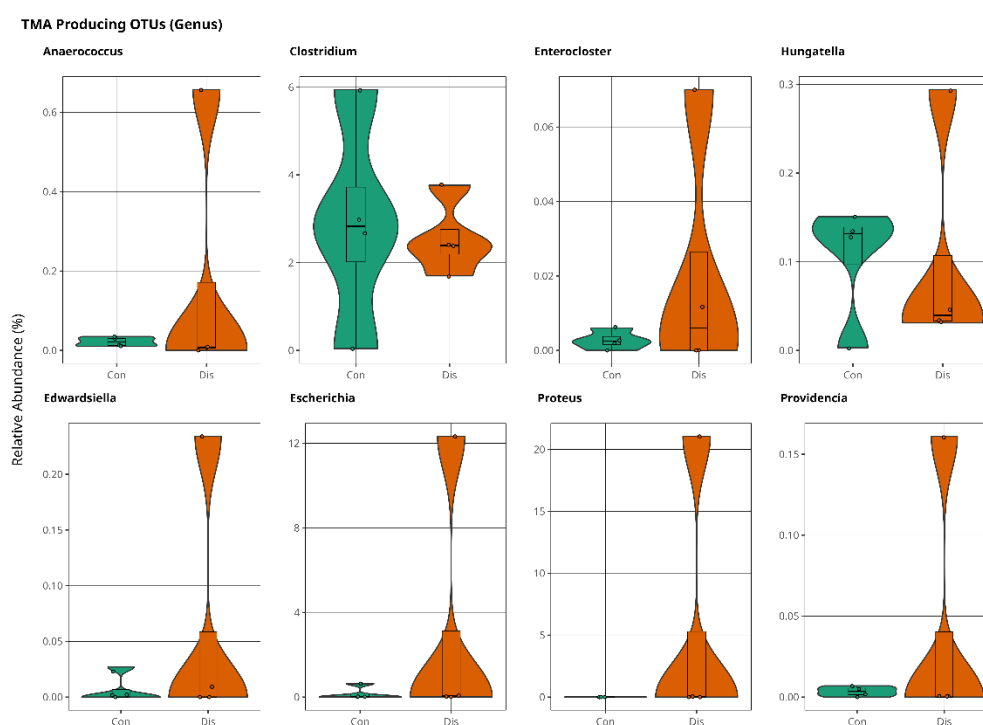 TMA Producing OTUs (Genus)
Anaerococcus
Clostridium
Enterocloster
Hungatella
0.6
0.4
0.2
0.0
Con
Dis
6
4
2
0
Con
Dis
0.06
0.04
0.02
0.00
Con
Dis
0.3
0.2
0.1
0.0
Con
Dis
Relative Abundance (%)
Edwardsiella
Escherichia
Proteus
Providencia
0.20
0.15
0.10
0.05
0.00
Con
Dis
12
8
4
0
Con
Dis
20
15
10
5
0
Con
Dis
0.15
0.10
0.05
0.00
Con
Dis